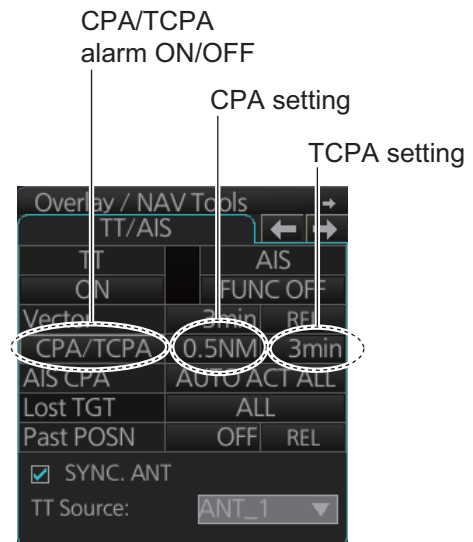 CPA/TCPA
alarm ON/OFF
CPA setting
TCPA setting
Overlay / NAV Tools
TT/AIS
TT AIS
ON FUNC OFF
Vector 3min REL
CPA/TCPA 0.5NM 3min
AIS CPA AUTO ACT ALL
Lost TGT ALL
Past POSN OFF REL
SYNC. ANT
TT Source: ANT_1